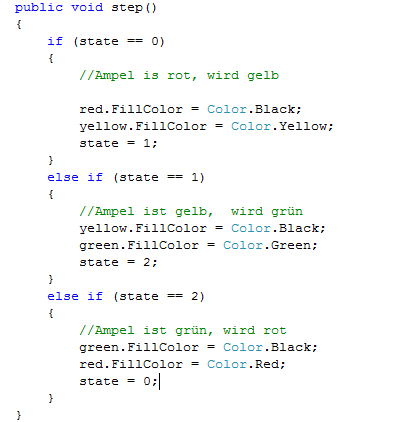 public void step()
{
if (state == 0)
{
//Ampel is rot, wird gelb
red.FillColor = Color.Black;
yellow.FillColor = Color.Yellow;
state = 1;
}
else if (state == 1)
{
//Ampel ist gelb,  wird grün
yellow.FillColor = Color.Black;
green.FillColor = Color.Green;
state = 2;
}
else if (state == 2)
{
//Ampel ist grün, wird rot
green.FillColor = Color.Black;
red.FillColor = Color.Red;
state = 0;
}
}